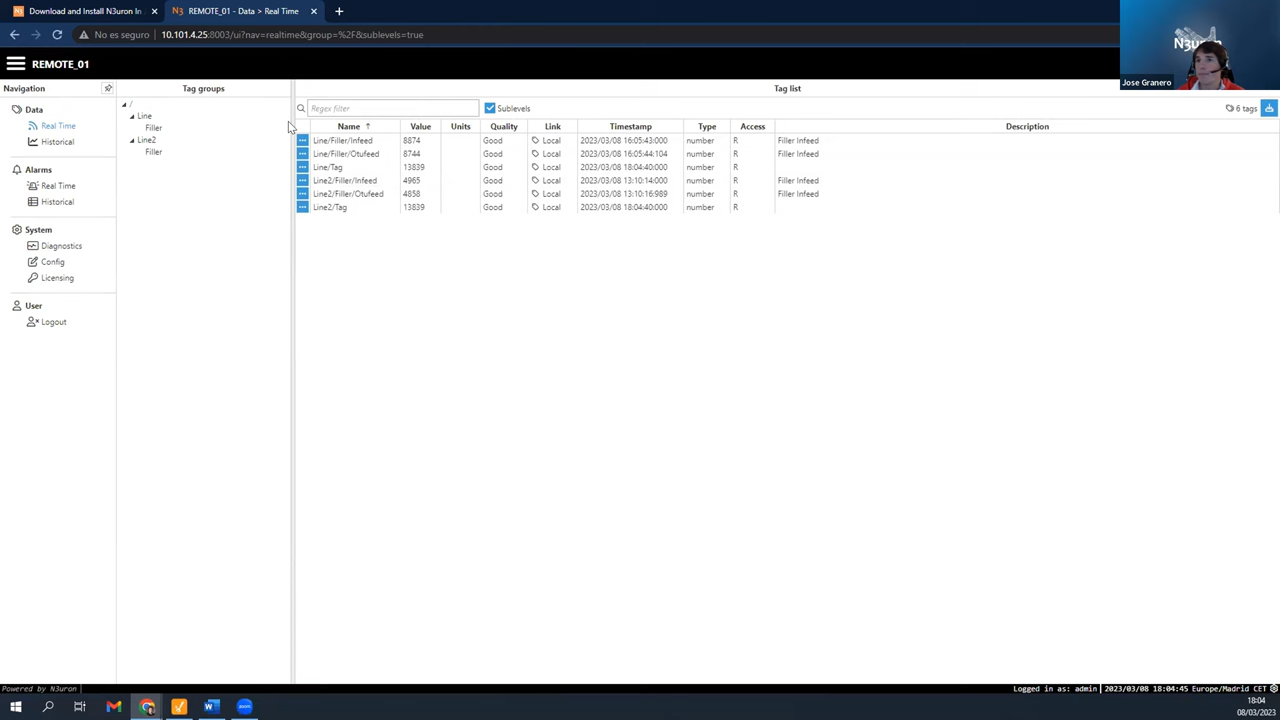 Download and Install N3uron In
REMOTE_01 - Data > Real Time
No es seguro 10.101.4.25:8003/ui?nav=realtime&group=%2F&sublevels=true
N3uron
Jose Granero
REMOTE_01
Navigation
Data
Real Time
Historical
Alarms
Real Time
Historical
System
Diagnostics
Config
Licensing
User
Logout
Tag groups
/
Line
Filler
Line2
Filler
Tag list
Regex filter Sublevels 6 tags
Name Value Units Quality Link Timestamp Type Access Description
Line/Filler/Infeed 8874 Good Local 2023/03/08 16:05:43:000 number R Filler Infeed
Line/Filler/Otufeed 8744 Good Local 2023/03/08 16:05:44:104 number R Filler Infeed
Line/Tag 13839 Good Local 2023/03/08 18:04:40:000 number R
Line2/Filler/Infeed 4965 Good Local 2023/03/08 13:10:14:000 number R Filler Infeed
Line2/Filler/Otufeed 4858 Good Local 2023/03/08 13:10:16:989 number R Filler Infeed
Line2/Tag 13839 Good Local 2023/03/08 18:04:40:000 number R
Powered by N3uron
Logged in as: admin 2023/03/08 18:04:45 Europe/Madrid CET
zoom
18:04
08/03/2023